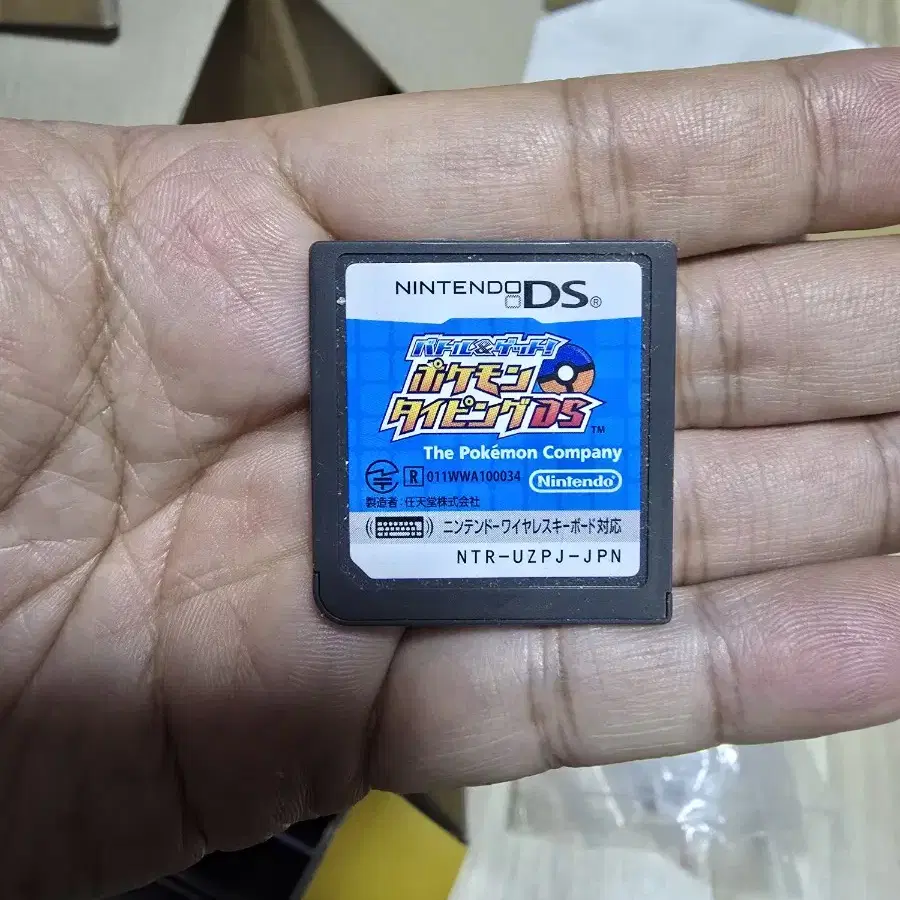 NINTENDO DS®
バトル&ゲット!
ポケモン
タイピングDS™
The Pokémon Company
R 011WWA100034
Nintendo®
製造者:任天堂株式会社
ニンテンドーワイヤレスキーボード対応
NTR-UZPJ-JPN